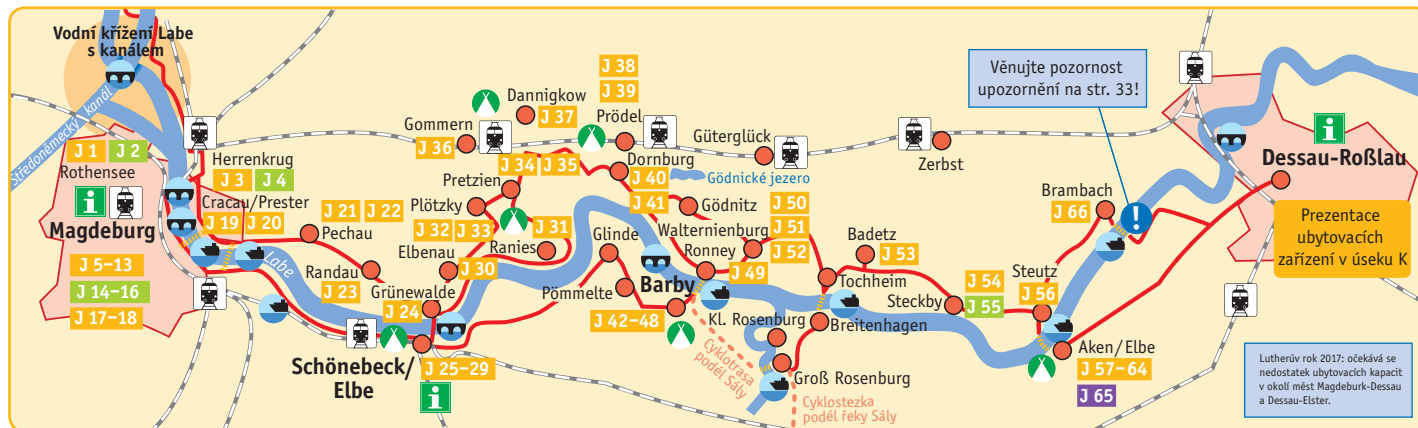 Vodní křížení Labe
s kanálem
Středoněmecký kanál
J 1 J 2
Rothensee
Magdeburg
J 5–13
J 14–16
J 17–18
Herrenkrug
J 3 J 4
Cracau/Prester
J 19 J 20
J 21 J 22
Pechau
Randau
J 23
Labe
Grünewalde
J 24
Schönebeck/
Elbe
J 25–29
Elbenau
J 30
Plötzky
J 32 J 33
Pretzien
J 34 J 35
Ranies
J 31
Gommern
J 36
Dannigkow
J 37
J 38
J 39
Prödel
Dornburg
J 40
J 41
Gödnické jezero
Güterglück
Zerbst
Gödnitz
Walternienburg
J 50
J 51
J 52
Ronney
J 49
Glinde
Pömmelte
Barby
J 42–48
Cyklotrasa
podél Sály
Kl. Rosenburg
Groß Rosenburg
Cyklostezka
podél řeky Sály
Breitenhagen
Tochheim
Badetz
J 53
Steckby
J 54
J 55
Steutz
J 56
Aken/Elbe
J 57–64
J 65
Brambach
J 66
Věnujte pozornost
upozornění na str. 33!
!
Dessau-Roßlau
Prezentace
ubytovacích
zařízení v úseku K
Lutherův rok 2017: očekává se
nedostatek ubytovacích kapacit
v okolí měst Magdeburk-Dessau
a Dessau-Elster.